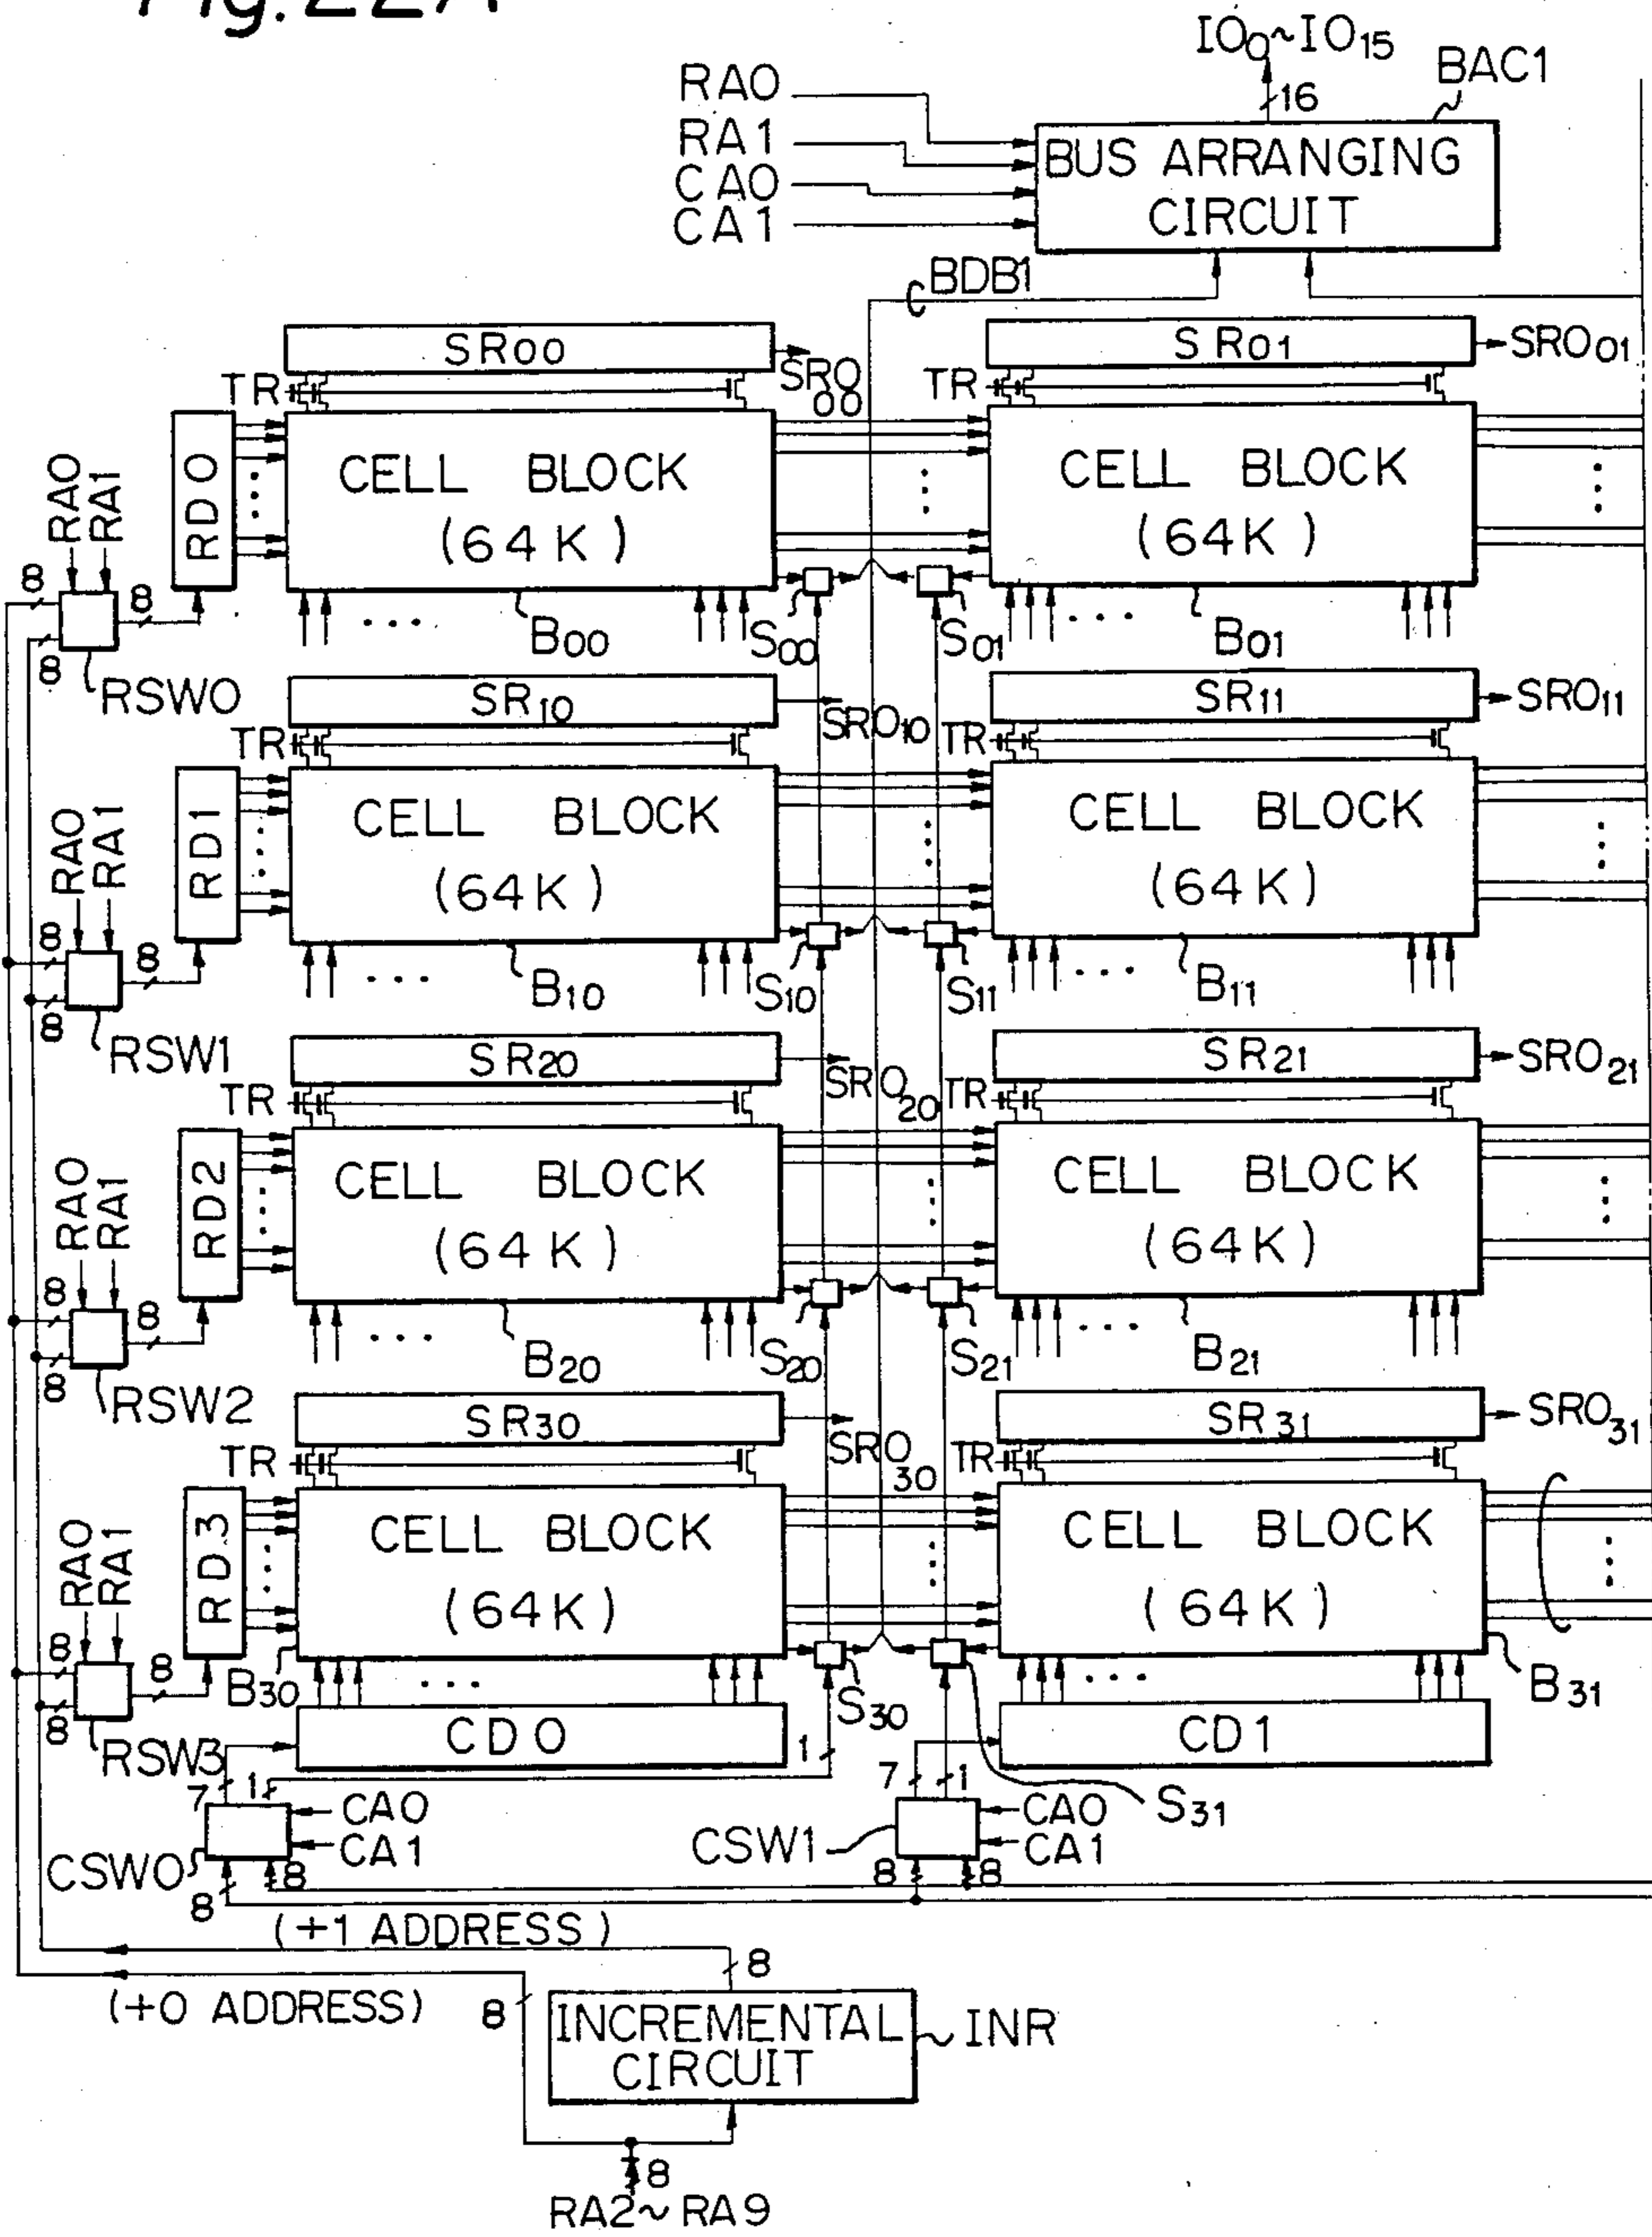 Fig. 22A
IO0~IO15
16
BAC1
RA0
RA1
CA0
CA1
BUS ARRANGING
CIRCUIT
BDB1
SR00
SRO00
SR01
SRO01
TR
TR
RD0
CELL BLOCK
(64K)
CELL BLOCK
(64K)
RA0
RA1
8
8
8
RSW0
B00
S00
S01
B01
SR10
SRO10
SR11
SRO11
TR
TR
RD1
CELL BLOCK
(64K)
CELL BLOCK
(64K)
RA0
RA1
8
8
8
RSW1
B10
S10
S11
B11
SR20
SRO20
SR21
SRO21
TR
TR
RD2
CELL BLOCK
(64K)
CELL BLOCK
(64K)
RA0
RA1
8
8
8
RSW2
B20
S20
S21
B21
SR30
SRO30
SR31
SRO31
TR
TR
RD3
CELL BLOCK
(64K)
CELL BLOCK
(64K)
RA0
RA1
8
8
8
RSW3
B30
S30
B31
CD0
1
CD1
7
1
7
1
S31
CA0
CA1
CSW0
CSW1
CA0
CA1
8
8
8
8
(+1 ADDRESS)
8
(+0 ADDRESS)
8
INCREMENTAL
CIRCUIT
INR
8
RA2~RA9